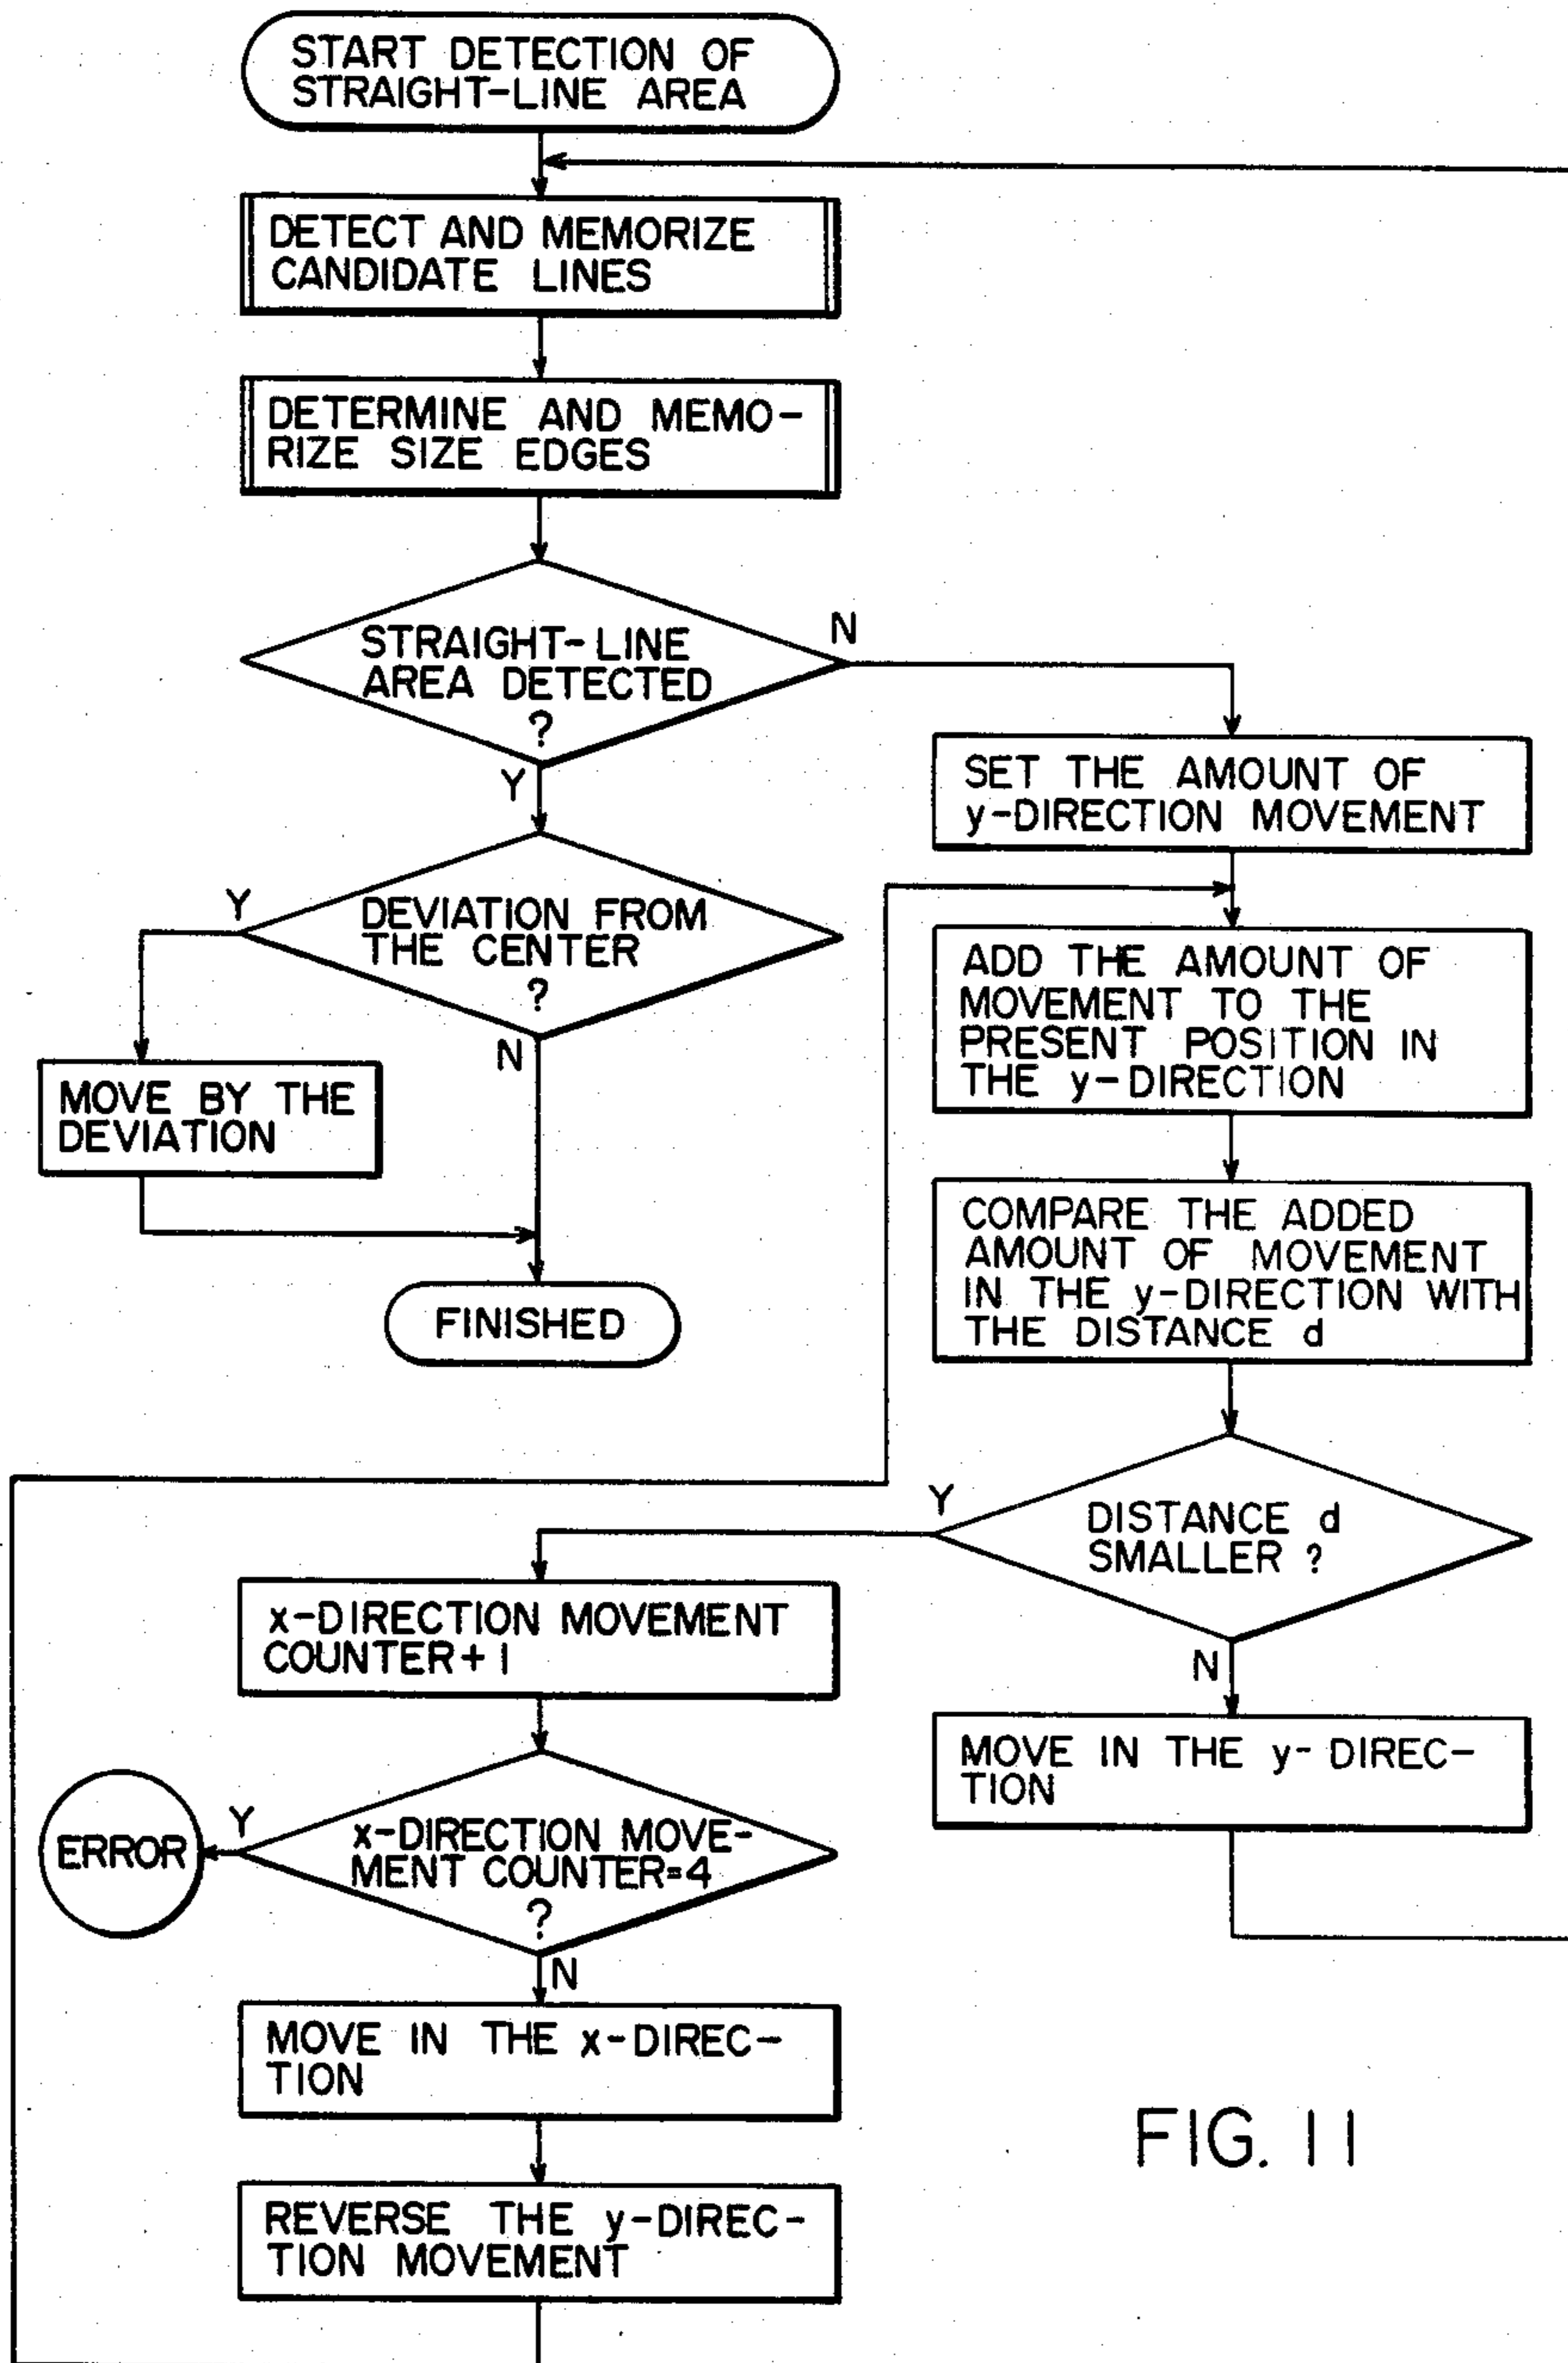 START DETECTION OF
STRAIGHT-LINE AREA
DETECT AND MEMORIZE
CANDIDATE LINES
DETERMINE AND MEMO-
RIZE SIZE EDGES
STRAIGHT-LINE
AREA DETECTED
?
N
Y
SET THE AMOUNT OF
y-DIRECTION MOVEMENT
DEVIATION FROM
THE CENTER
?
Y
N
MOVE BY THE
DEVIATION
FINISHED
ADD THE AMOUNT OF
MOVEMENT TO THE
PRESENT POSITION IN
THE y-DIRECTION
COMPARE THE ADDED
AMOUNT OF MOVEMENT
IN THE y-DIRECTION WITH
THE DISTANCE d
DISTANCE d
SMALLER ?
Y
N
MOVE IN THE y-DIREC-
TION
x-DIRECTION MOVEMENT
COUNTER+1
x-DIRECTION MOVE-
MENT COUNTER=4
?
Y
ERROR
N
MOVE IN THE x-DIREC-
TION
REVERSE THE y-DIREC-
TION MOVEMENT
FIG. 11